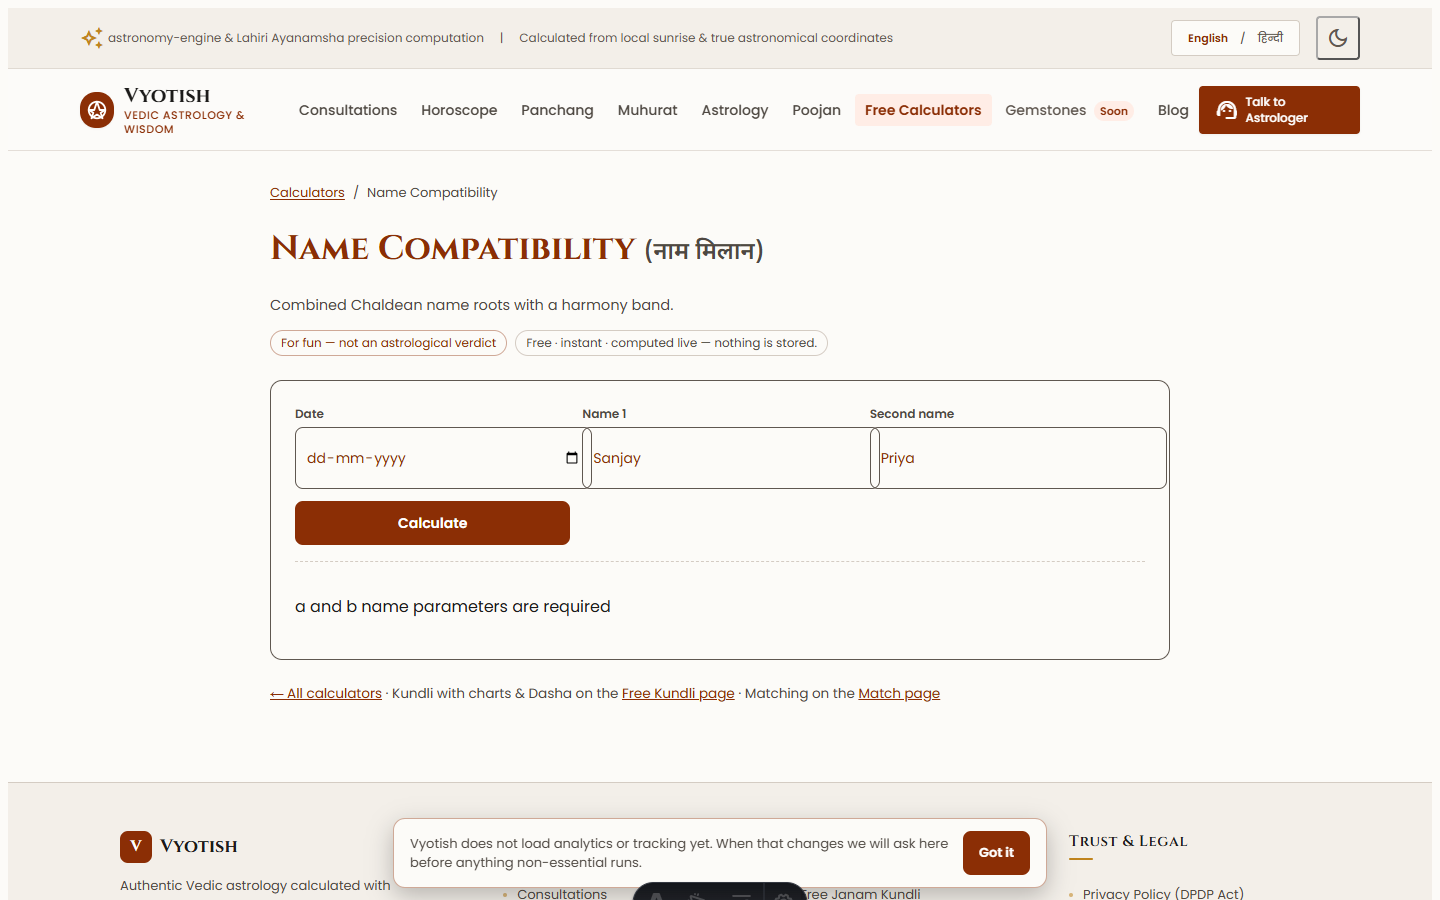 astronomy-engine & Lahiri Ayanamsha precision computation | Calculated from local sunrise & true astronomical coordinates
English / हिन्दी
Vyotish
VEDIC ASTROLOGY & WISDOM
Consultations
Horoscope
Panchang
Muhurat
Astrology
Poojan
Free Calculators
Gemstones Soon
Blog
Talk to Astrologer
Calculators / Name Compatibility
Name Compatibility (नाम मिलान)
Combined Chaldean name roots with a harmony band.
For fun — not an astrological verdict
Free · instant · computed live — nothing is stored.
Date
Name 1
Second name
dd-mm-yyyy
Sanjay
Priya
Calculate
a and b name parameters are required
← All calculators · Kundli with charts & Dasha on the Free Kundli page · Matching on the Match page
V Vyotish
Authentic Vedic astrology calculated with
Vyotish does not load analytics or tracking yet. When that changes we will ask here
before anything non-essential runs.
Got it
Consultations
Free Janam Kundli
Trust & Legal
Privacy Policy (DPDP Act)